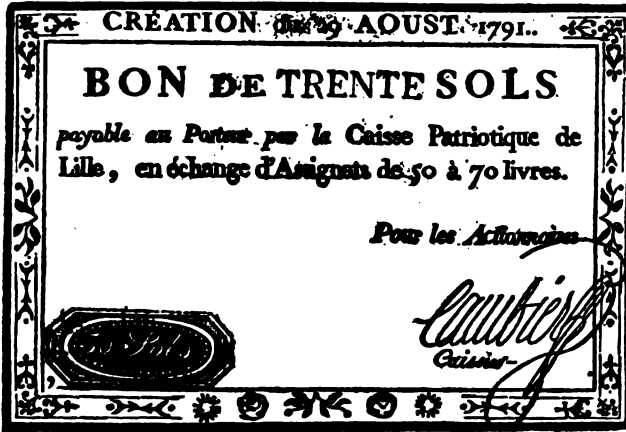 CRÉATION du 29 AOUST 1791.
BON DE TRENTE SOLS
payable au Porteur par la Caisse Patriotique de
Lille, en échange d'Assignats de 50 à 70 livres.
Pour les Actionnaires
Caissier
30 Sols